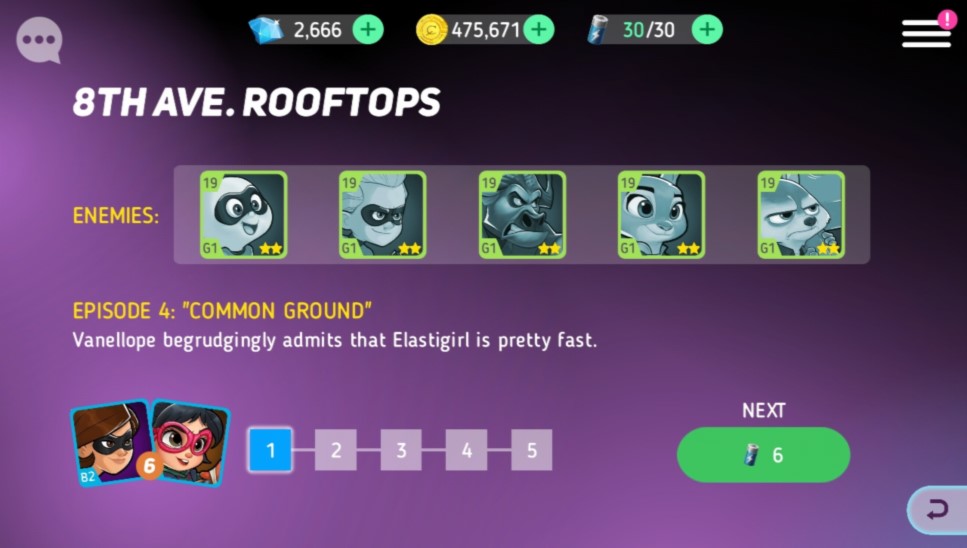 2,666
475,671
30/30
!
8TH AVE. ROOFTOPS
ENEMIES:
19 G1
19 G1
19 G1
19 G1
19 G1
EPISODE 4: "COMMON GROUND"
Vanellope begrudgingly admits that Elastigirl is pretty fast.
B2 6
1 2 3 4 5
NEXT
6